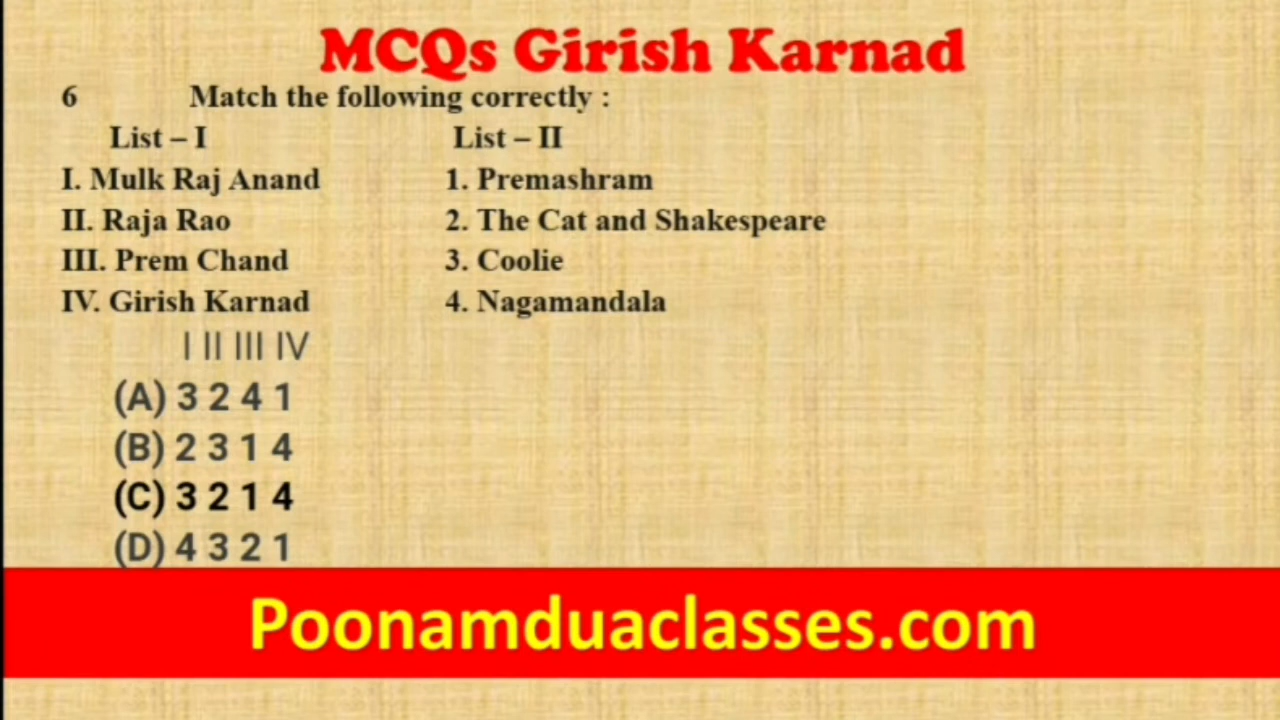 MCQs Girish Karnad
6 Match the following correctly :
List – I List – II
I. Mulk Raj Anand 1. Premashram
II. Raja Rao 2. The Cat and Shakespeare
III. Prem Chand 3. Coolie
IV. Girish Karnad 4. Nagamandala
I II III IV
(A) 3 2 4 1
(B) 2 3 1 4
(C) 3 2 1 4
(D) 4 3 2 1
Poonamduaclasses.com